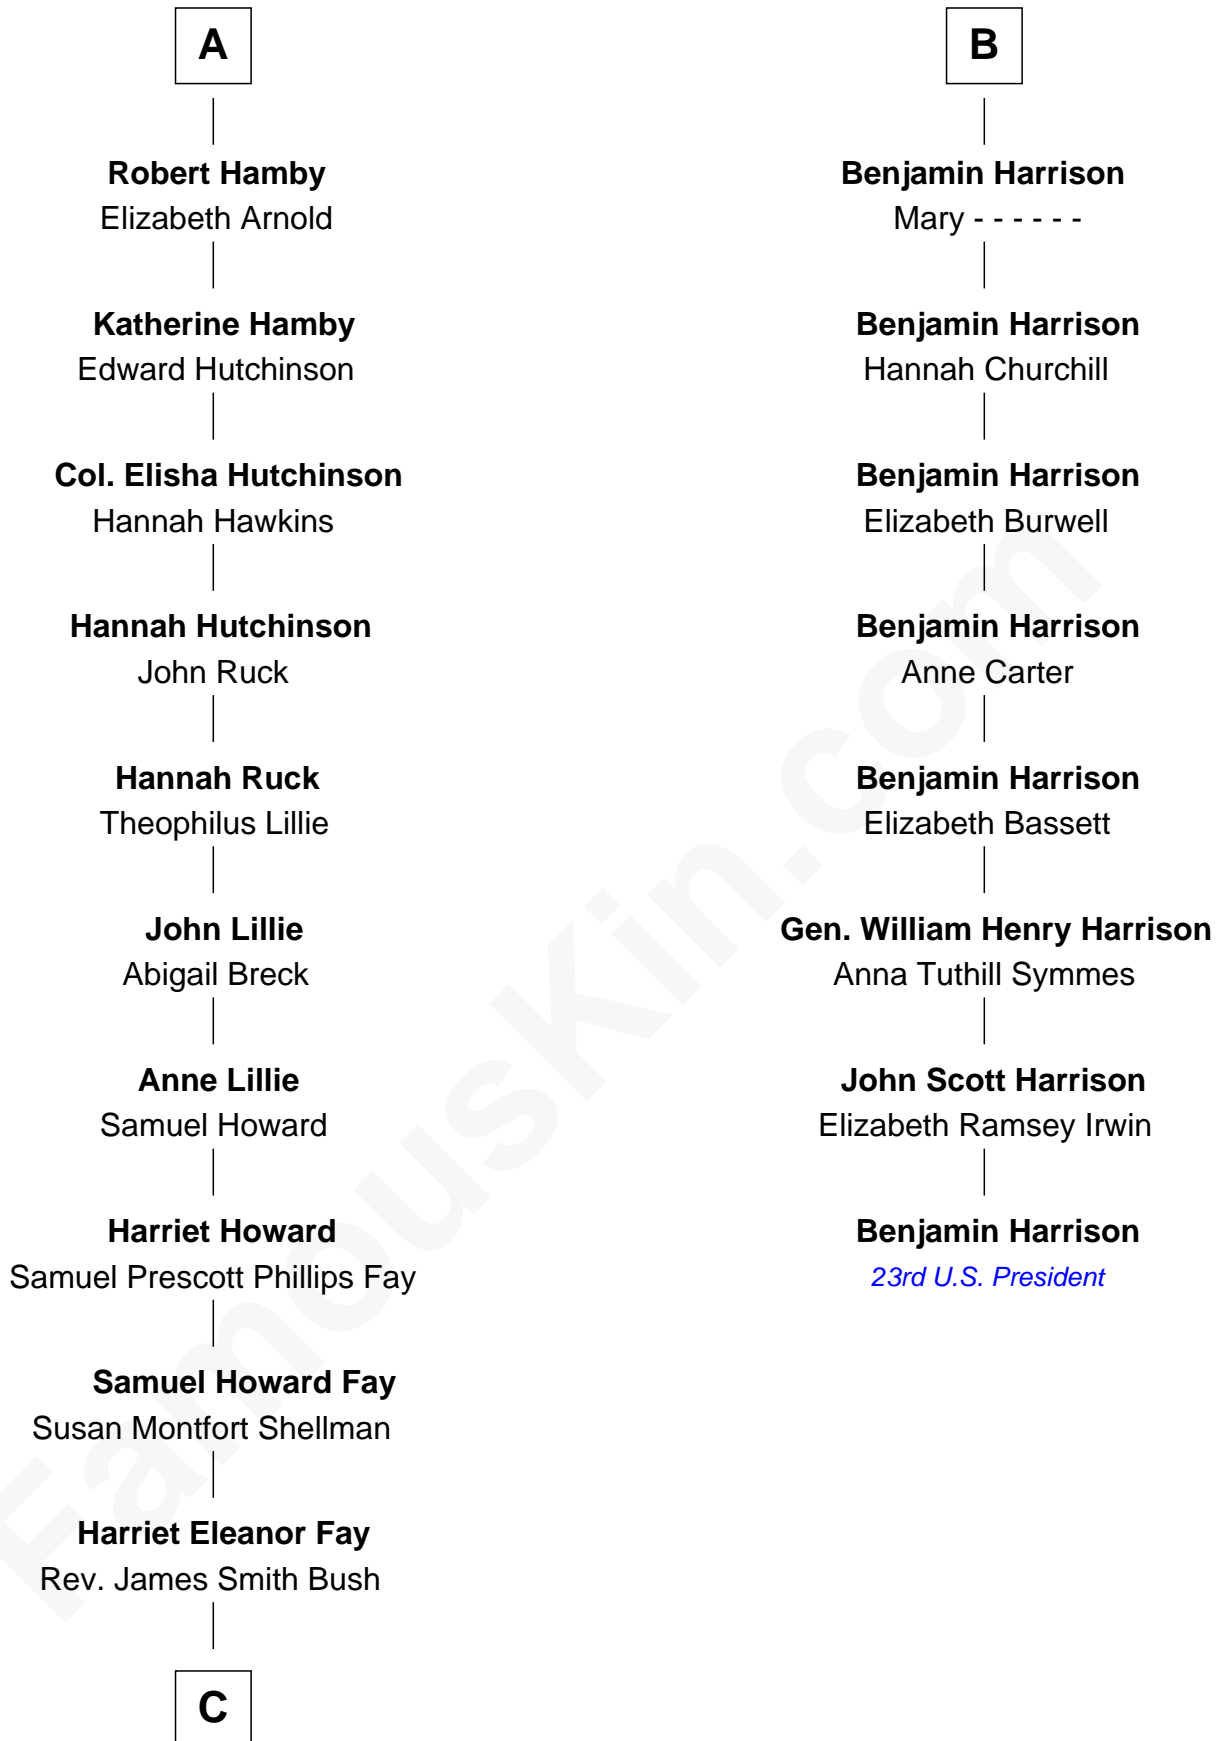 A
Robert Hamby
Elizabeth Arnold
Katherine Hamby
Edward Hutchinson
Col. Elisha Hutchinson
Hannah Hawkins
Hannah Hutchinson
John Ruck
Hannah Ruck
Theophilus Lillie
John Lillie
Abigail Breck
Anne Lillie
Samuel Howard
Harriet Howard
Samuel Prescott Phillips Fay
Samuel Howard Fay
Susan Montfort Shellman
Harriet Eleanor Fay
Rev. James Smith Bush
C
B
Benjamin Harrison
Mary - - - - - -
Benjamin Harrison
Hannah Churchill
Benjamin Harrison
Elizabeth Burwell
Benjamin Harrison
Anne Carter
Benjamin Harrison
Elizabeth Bassett
Gen. William Henry Harrison
Anna Tuthill Symmes
John Scott Harrison
Elizabeth Ramsey Irwin
Benjamin Harrison
23rd U.S. President
FamousKin.com